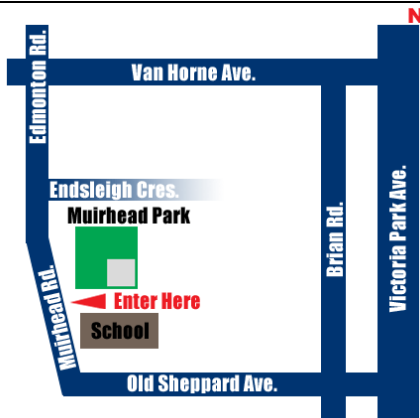 N
Edmonton Rd.
Van Horne Ave.
Endsleigh Cres.
Muirhead Park
Brian Rd.
Victoria Park Ave.
Muirhead Rd.
Enter Here
School
Old Sheppard Ave.